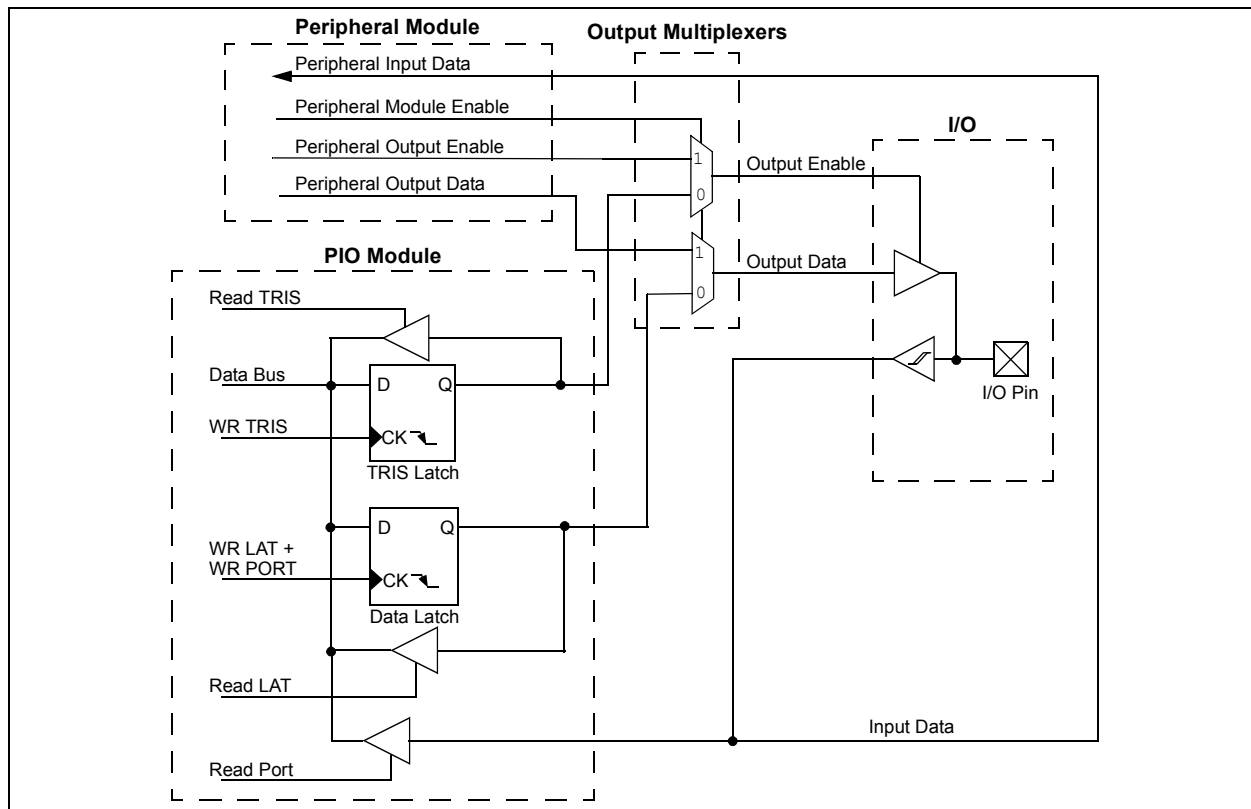 Peripheral Module
Output Multiplexers
Peripheral Input Data
Peripheral Module Enable
I/O
Peripheral Output Enable
1
Output Enable
Peripheral Output Data
0
1
PIO Module
Output Data
0
Read TRIS
Data Bus
D
Q
I/O Pin
WR TRIS
CK
TRIS Latch
D
Q
WR LAT +
WR PORT
CK
Data Latch
Read LAT
Input Data
Read Port